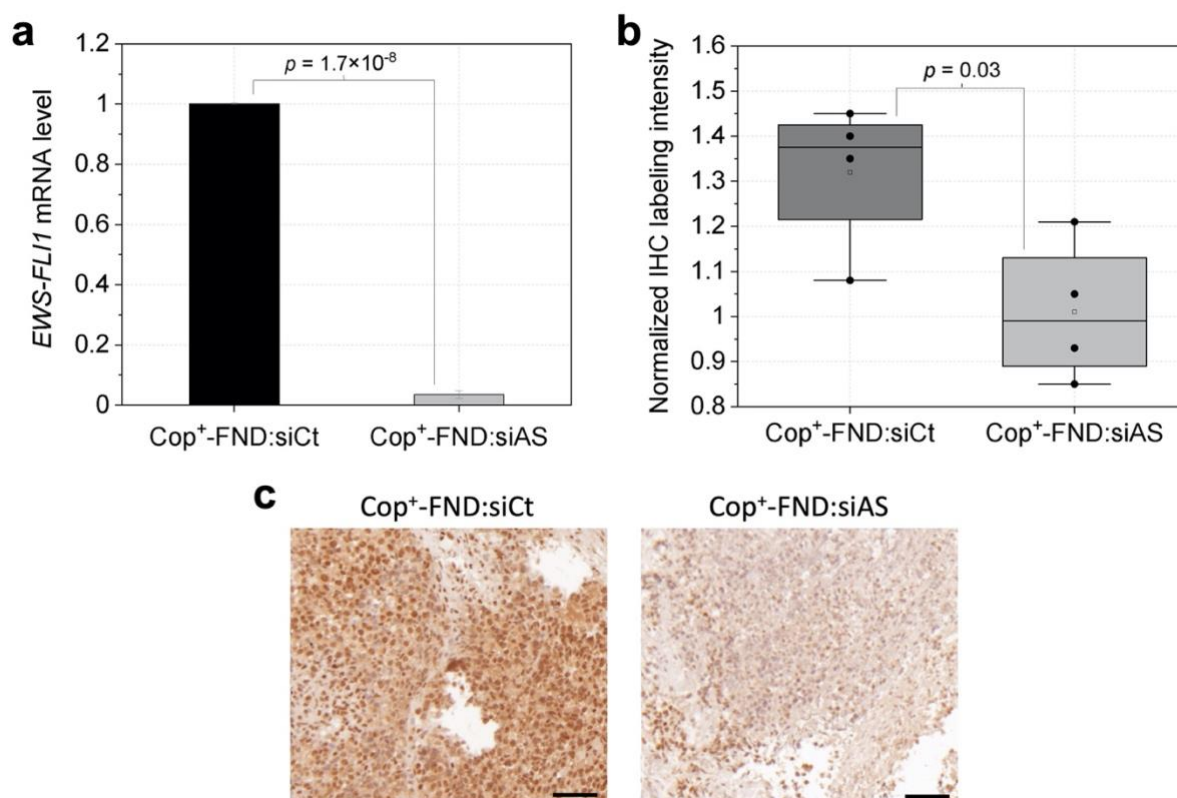 a
1.2
1
0.8
0.6
0.4
0.2
0
EWS-FLI1 mRNA level
p = 1.7×10⁻⁸
Cop⁺-FND:siCt
Cop⁺-FND:siAS
b
1.6
1.5
1.4
1.3
1.2
1.1
1
0.9
0.8
Normalized IHC labeling intensity
p = 0.03
Cop⁺-FND:siCt
Cop⁺-FND:siAS
c
Cop⁺-FND:siCt
Cop⁺-FND:siAS